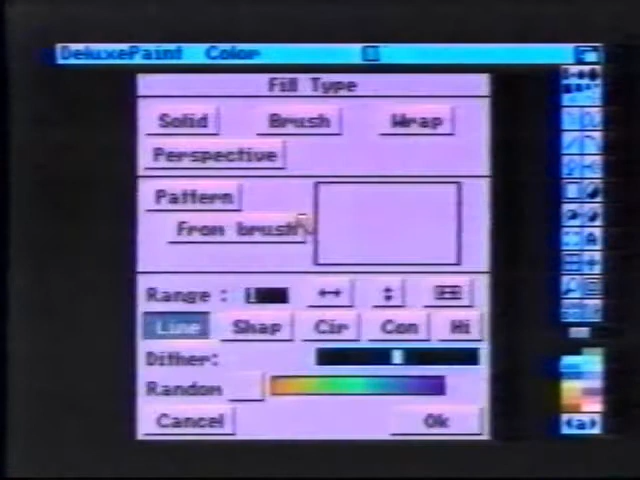 DeluxePaint Color
Fill Type
Solid Brush Wrap
Perspective
Pattern
From brush
Range :
Line Shap Cir Con Hi
Dither:
Random
Cancel Ok